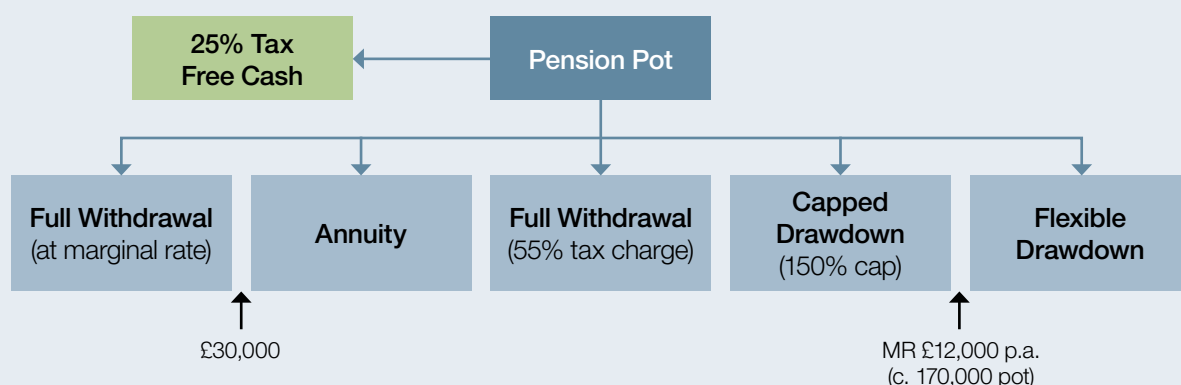 25% Tax
Free Cash
Pension Pot
Full Withdrawal
(at marginal rate)
Annuity
Full Withdrawal
(55% tax charge)
Capped
Drawdown
(150% cap)
Flexible
Drawdown
£30,000
MR £12,000 p.a.
(c. 170,000 pot)